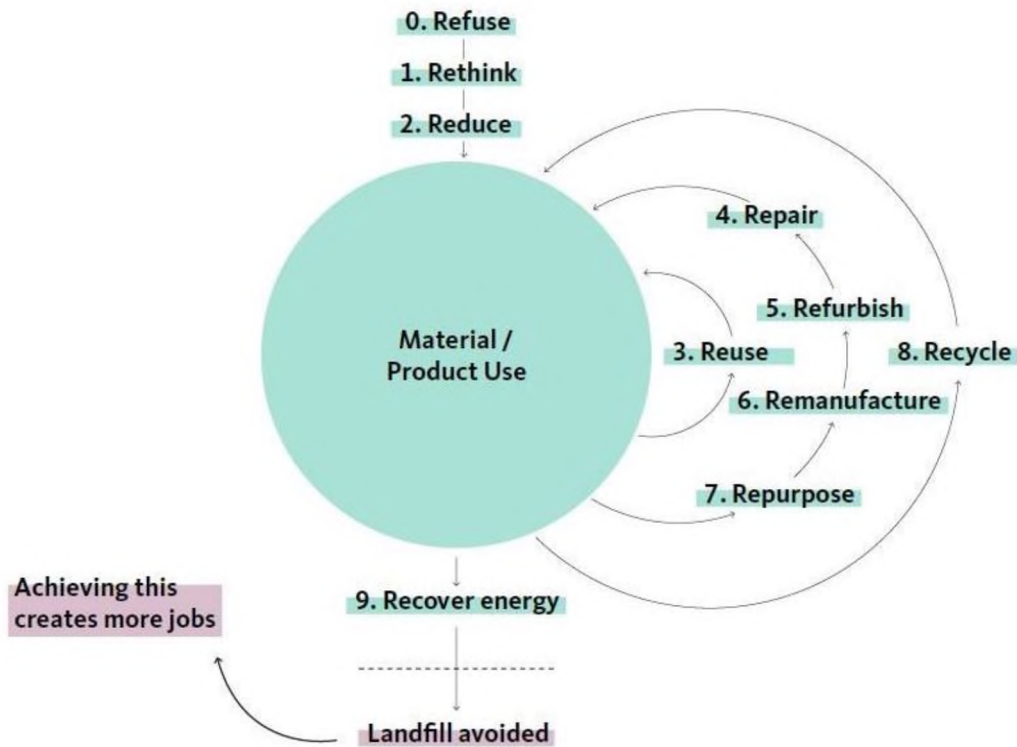 0. Refuse
1. Rethink
2. Reduce
4. Repair
5. Refurbish
Material /
Product Use
3. Reuse
8. Recycle
6. Remanufacture
7. Repurpose
9. Recover energy
Achieving this
creates more jobs
Landfill avoided